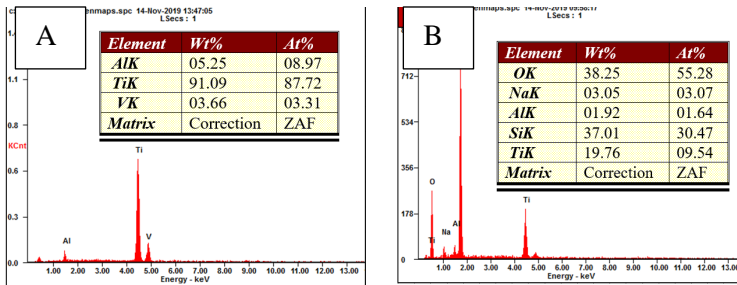 enmaps.spc 14-Nov-2019 13:47:05
LSecs : 1
A
Element Wt% At%
AlK 05.25 08.97
TiK 91.09 87.72
VK 03.66 03.31
Matrix Correction ZAF
1.1
0.8
KCnt
0.6
0.3
0.0
Ti
Al
V
1.00 2.00 3.00 4.00 5.00 6.00 7.00 8.00 9.00 10.00 11.00 12.00 13.00
Energy - keV
LSecs : 1
B
Element Wt% At%
OK 38.25 55.28
NaK 03.05 03.07
AlK 01.92 01.64
SiK 37.01 30.47
TiK 19.76 09.54
Matrix Correction ZAF
712
534
356
178
0
O
Ti
Na
Al
Ti
1.00 2.00 3.00 4.00 5.00 6.00 7.00 8.00 9.00 10.00 11.00 12.00 13.00
Energy - keV